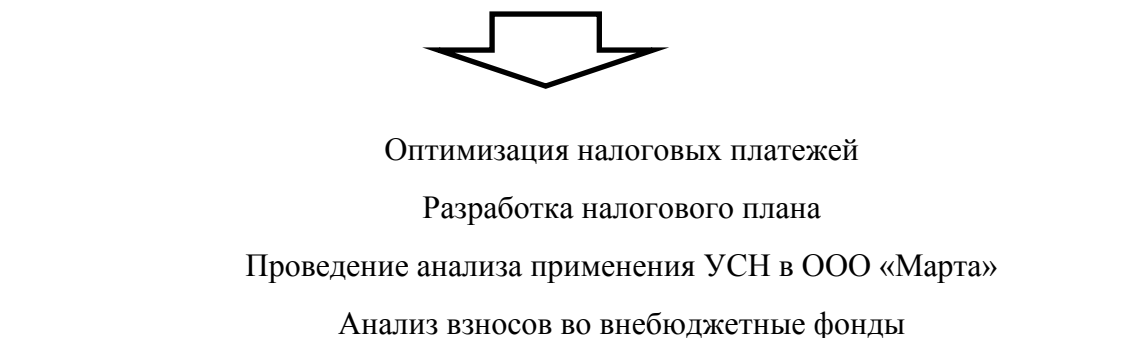 Оптимизация налоговых платежей
Разработка налогового плана
Проведение анализа применения УСН в ООО «Марта»
Анализ взносов во внебюджетные фонды